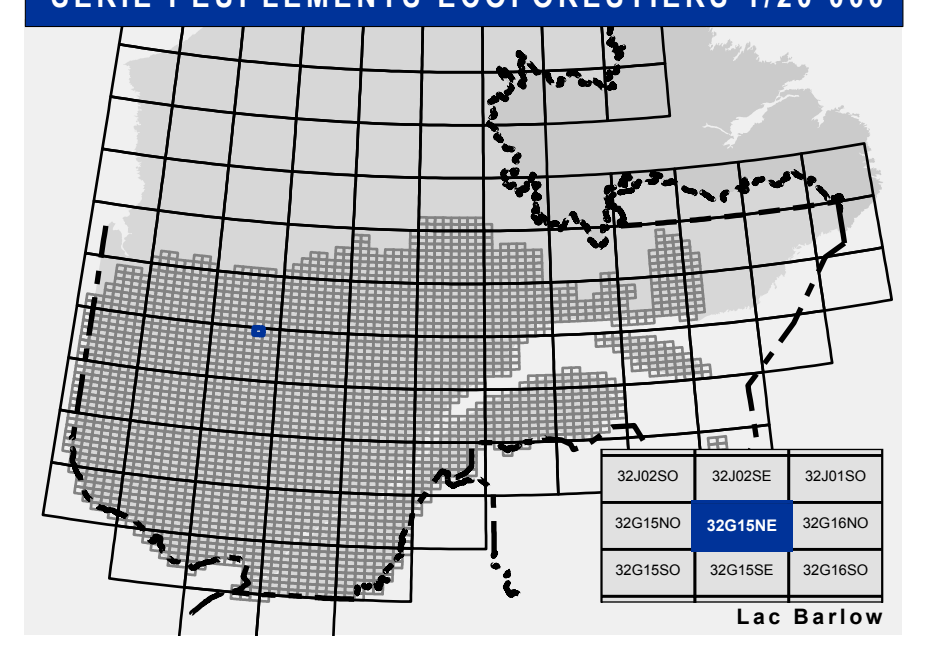 SÉRIE PEUPLEMENTS ÉCOFORESTIERS 1/20 000
32J02SO 32J02SE 32J01SO
32G15NO 32G15NE 32G16NO
32G15SO 32G15SE 32G16SO
Lac Barlow